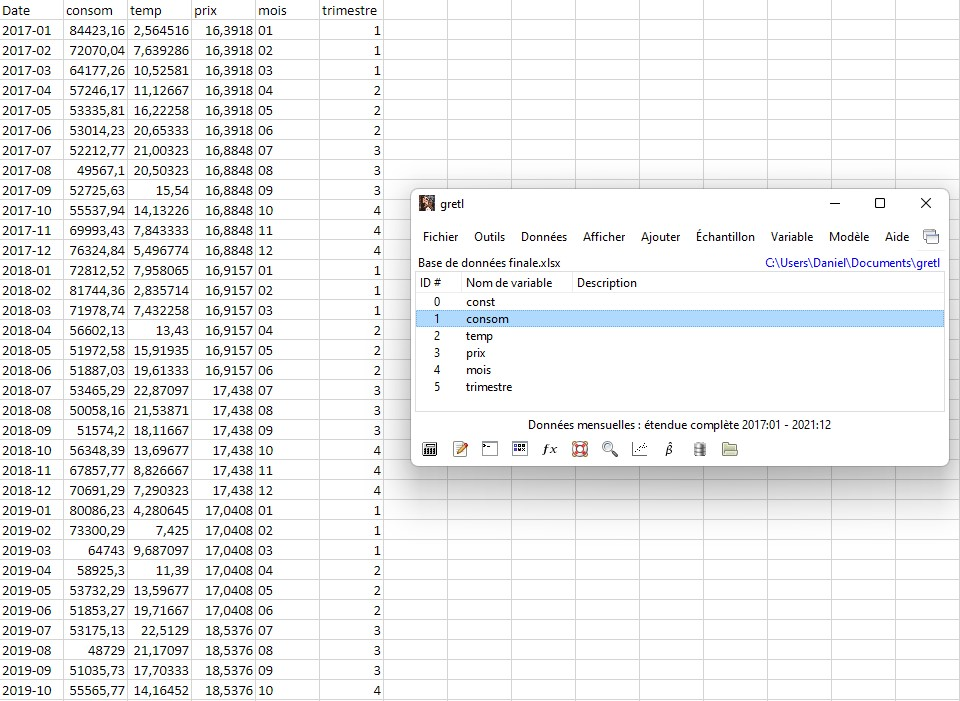 Date consom temp prix mois trimestre
2017-01 84423,16 2,564516 16,3918 01 1
2017-02 72070,04 7,639286 16,3918 02 1
2017-03 64177,26 10,52581 16,3918 03 1
2017-04 57246,17 11,12667 16,3918 04 2
2017-05 53335,81 16,22258 16,3918 05 2
2017-06 53014,23 20,65333 16,3918 06 2
2017-07 52212,77 21,00323 16,8848 07 3
2017-08 49567,1 20,50323 16,8848 08 3
2017-09 52725,63 15,54 16,8848 09 3
2017-10 55537,94 14,13226 16,8848 10 4
2017-11 69993,43 7,843333 16,8848 11 4
2017-12 76324,84 5,496774 16,8848 12 4
2018-01 72812,52 7,958065 16,9157 01 1
2018-02 81744,36 2,835714 16,9157 02 1
2018-03 71978,74 7,432258 16,9157 03 1
2018-04 56602,13 13,43 16,9157 04 2
2018-05 51972,58 15,91935 16,9157 05 2
2018-06 51887,03 19,61333 16,9157 06 2
2018-07 53465,29 22,87097 17,438 07 3
2018-08 50058,16 21,53871 17,438 08 3
2018-09 51574,2 18,11667 17,438 09 3
2018-10 56348,39 13,69677 17,438 10 4
2018-11 67857,77 8,826667 17,438 11 4
2018-12 70691,29 7,290323 17,438 12 4
2019-01 80086,23 4,280645 17,0408 01 1
2019-02 73300,29 7,425 17,0408 02 1
2019-03 64743 9,687097 17,0408 03 1
2019-04 58925,3 11,39 17,0408 04 2
2019-05 53732,29 13,59677 17,0408 05 2
2019-06 51853,27 19,71667 17,0408 06 2
2019-07 53175,13 22,5129 18,5376 07 3
2019-08 48729 21,17097 18,5376 08 3
2019-09 51035,73 17,70333 18,5376 09 3
2019-10 55565,77 14,16452 18,5376 10 4
gretl
Fichier Outils Données Afficher Ajouter Échantillon Variable Modèle Aide
Base de données finale.xlsx C:\Users\Daniel\Documents\gretl
ID # Nom de variable Description
0 const
1 consom
2 temp
3 prix
4 mois
5 trimestre
Données mensuelles : étendue complète 2017:01 - 2021:12
fx β̂